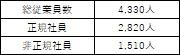 総従業員数 4,330人
正規社員 2,820人
非正規社員 1,510人